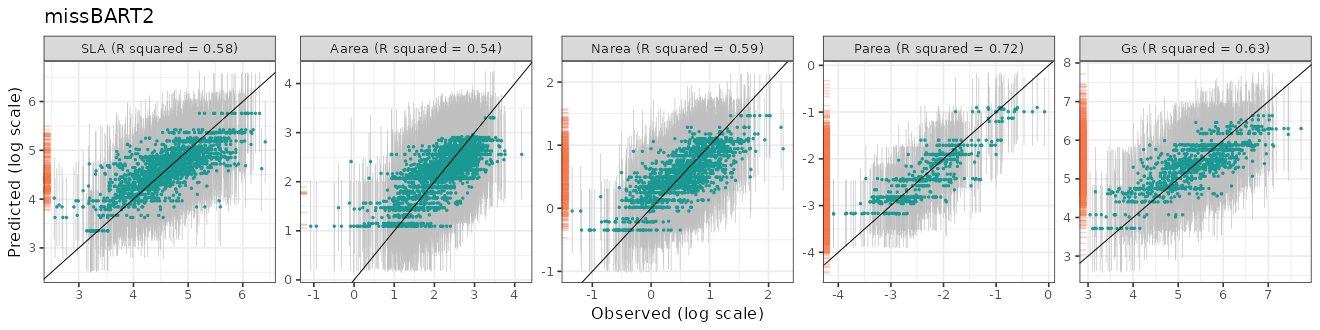 missBART2
SLA (R squared = 0.58)
Aarea (R squared = 0.54)
Narea (R squared = 0.59)
Parea (R squared = 0.72)
Gs (R squared = 0.63)
Predicted (log scale)
6
5
4
3
3 4 5 6
4
3
2
1
0
-1 0 1 2 3 4
2
1
0
-1
-1 0 1 2
0
-1
-2
-3
-4
-4 -3 -2 -1 0
8
7
6
5
4
3
3 4 5 6 7
Observed (log scale)